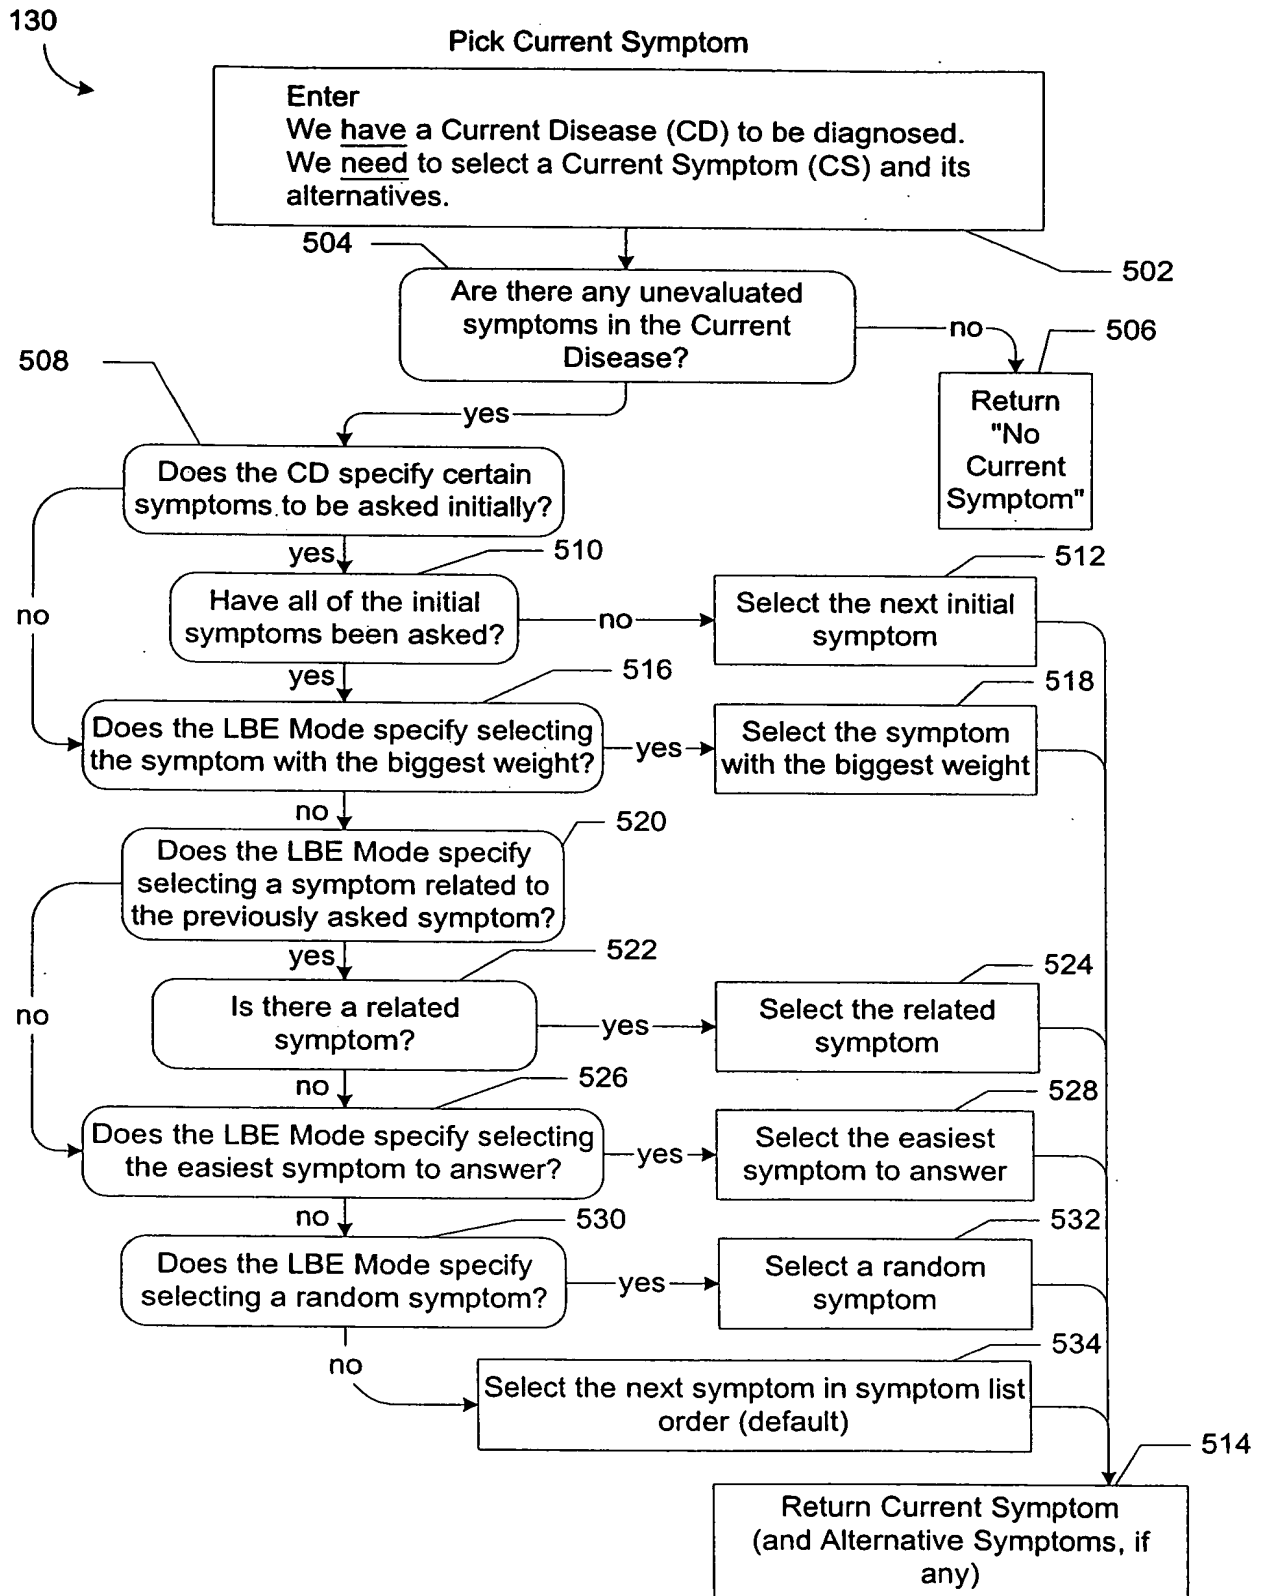 130
Pick Current Symptom
Enter
We have a Current Disease (CD) to be diagnosed.
We need to select a Current Symptom (CS) and its
alternatives.
504
502
Are there any unevaluated
symptoms in the Current
Disease?
no
506
Return
"No
Current
Symptom"
yes
508
Does the CD specify certain
symptoms to be asked initially?
no
yes
510
Have all of the initial
symptoms been asked?
no
512
Select the next initial
symptom
yes
516
Does the LBE Mode specify selecting
the symptom with the biggest weight?
yes
518
Select the symptom
with the biggest weight
no
520
Does the LBE Mode specify
selecting a symptom related to
the previously asked symptom?
no
yes
522
Is there a related
symptom?
yes
524
Select the related
symptom
no
526
Does the LBE Mode specify selecting
the easiest symptom to answer?
yes
528
Select the easiest
symptom to answer
no
530
Does the LBE Mode specify
selecting a random symptom?
yes
532
Select a random
symptom
no
534
Select the next symptom in symptom list
order (default)
514
Return Current Symptom
(and Alternative Symptoms, if
any)